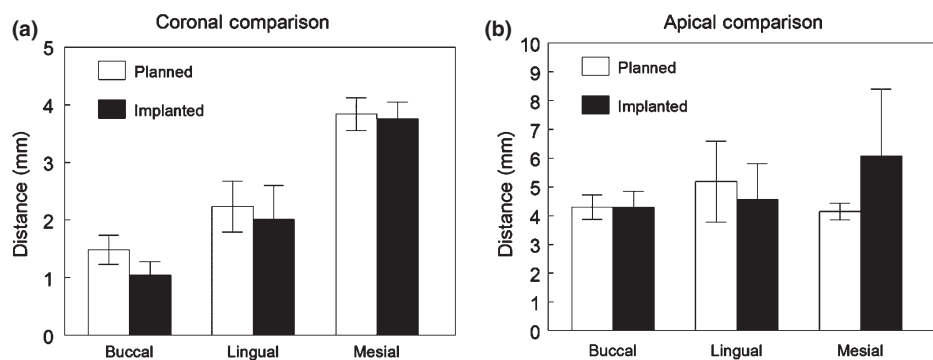 (a)
Coronal comparison
5
4
3
2
1
0
Distance (mm)
Planned
Implanted
Buccal Lingual Mesial
(b)
Apical comparison
10
9
8
7
6
5
4
3
2
1
0
Distance (mm)
Planned
Implanted
Buccal Lingual Mesial